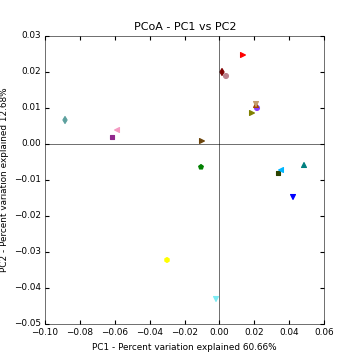 PCoA - PC1 vs PC2
0.03
0.02
0.01
0.00
−0.01
−0.02
−0.03
−0.04
−0.05
PC2 - Percent variation explained 12.68%
−0.10 −0.08 −0.06 −0.04 −0.02 0.00 0.02 0.04 0.06
PC1 - Percent variation explained 60.66%